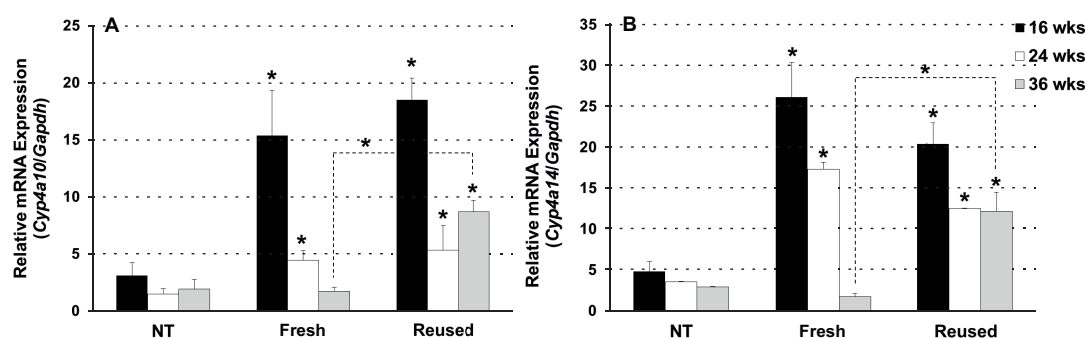 A
Relative mRNA Expression
(Cyp4a10/Gapdh)
25
20
15
10
5
0
* * * * * * *
NT Fresh Reused
B
Relative mRNA Expression
(Cyp4a14/Gapdh)
35
30
25
20
15
10
5
0
* * * * * * *
NT Fresh Reused
16 wks
24 wks
36 wks